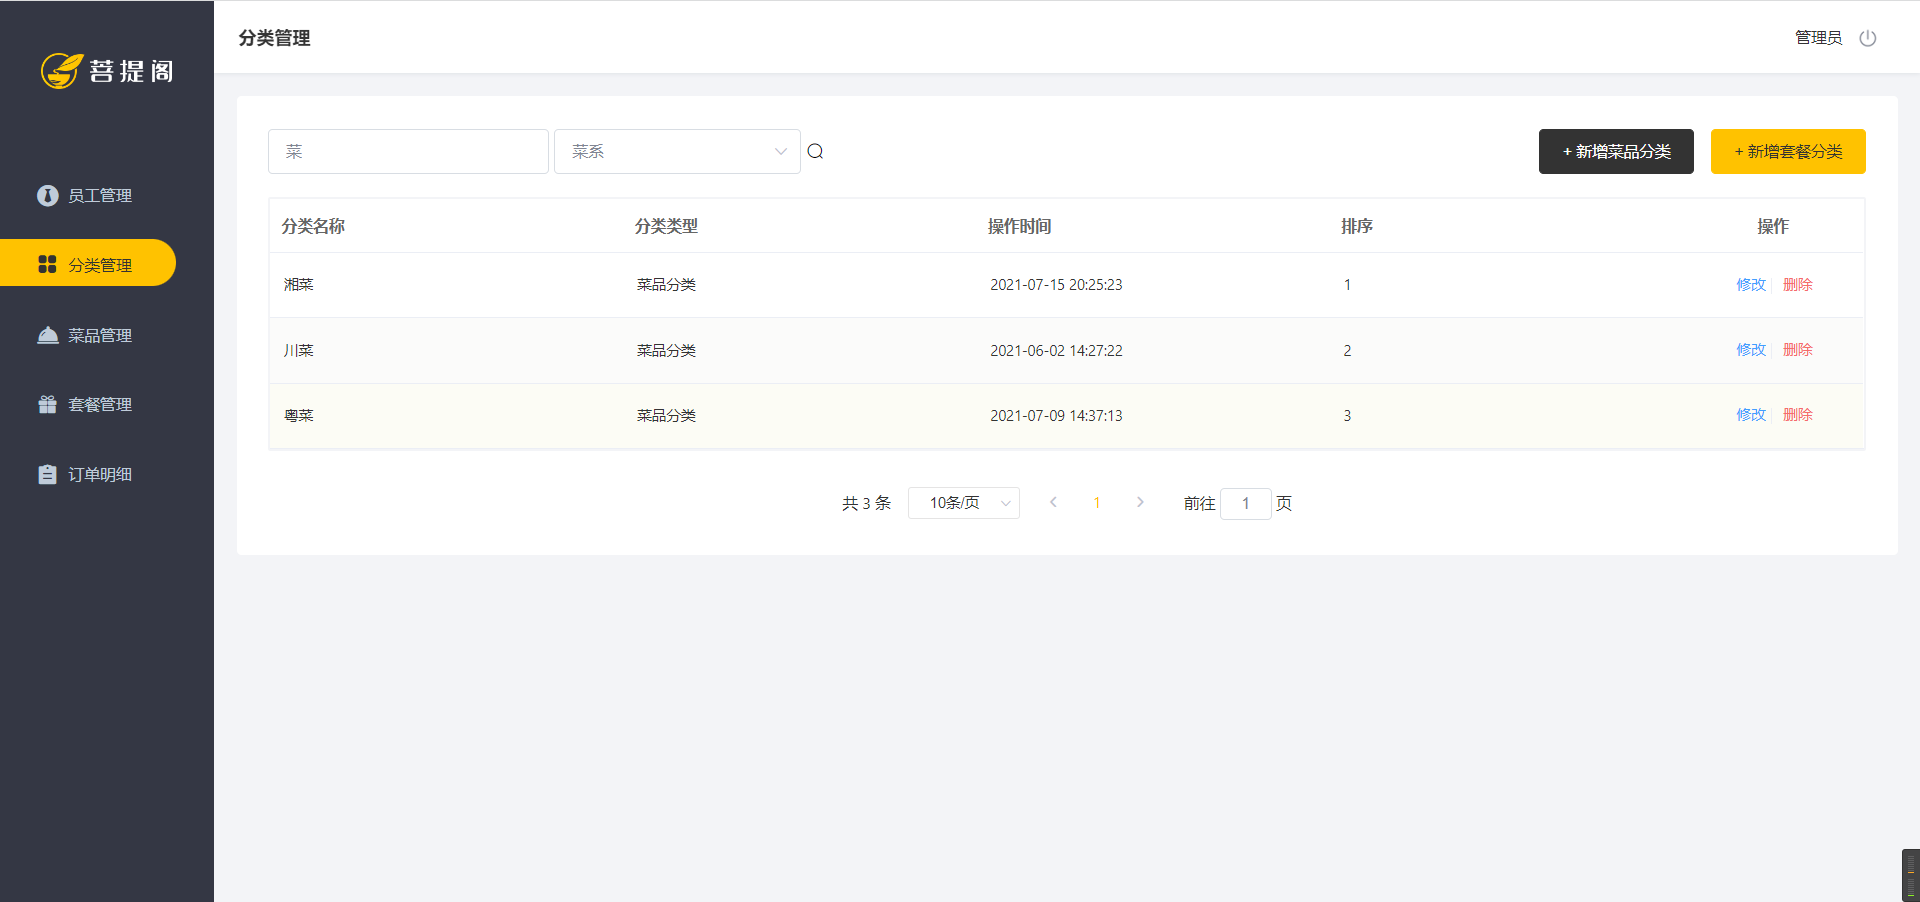 菩提阁
分类管理
管理员
员工管理
分类管理
菜品管理
套餐管理
订单明细
菜
菜系
+ 新增菜品分类
+ 新增套餐分类
分类名称 分类类型 操作时间 排序 操作
湘菜 菜品分类 2021-07-15 20:25:23 1 修改 删除
川菜 菜品分类 2021-06-02 14:27:22 2 修改 删除
粤菜 菜品分类 2021-07-09 14:37:13 3 修改 删除
共 3 条 10条/页 1 前往 1 页